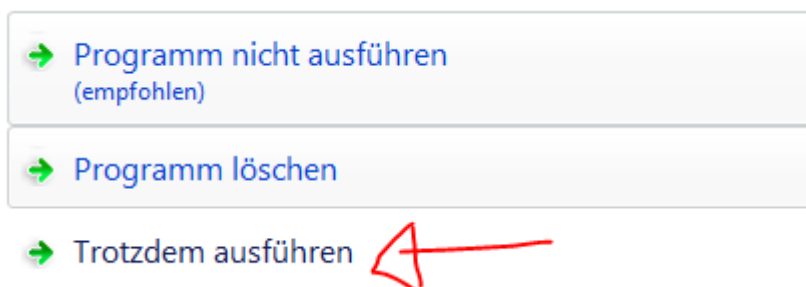 Programm nicht ausführen
(empfohlen)
Programm löschen
Trotzdem ausführen